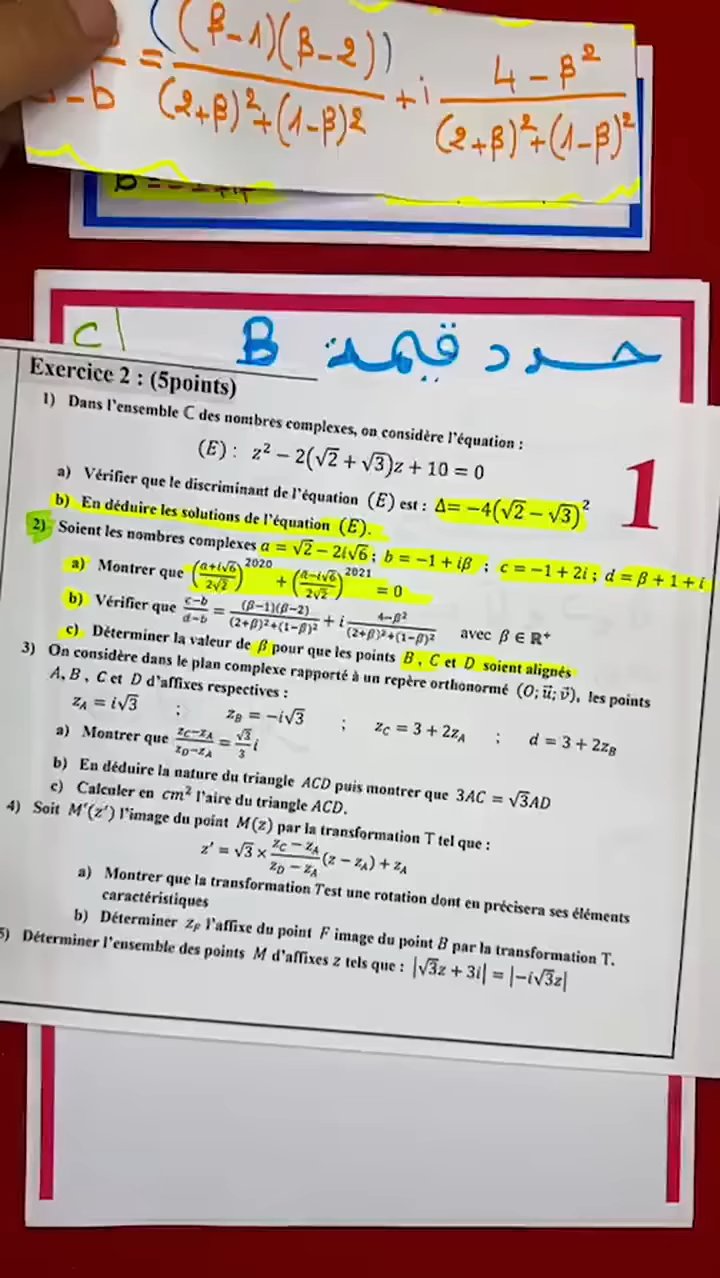 -b = ((β-1)(β-2)) / (2+β)²+(1-β)² + i 4-β² / (2+β)²+(1-β)²
c) حدد قيمة B
Exercice 2 : (5points)
1) Dans l'ensemble ℂ des nombres complexes, on considère l'équation :
(E) : z² − 2(√2 + √3)z + 10 = 0
a) Vérifier que le discriminant de l'équation (E) est : Δ= −4(√2 − √3)²
1
b) En déduire les solutions de l'équation (E).
2) Soient les nombres complexes a = √2 − 2i√6 ; b = −1 + iβ ; c = −1 + 2i ; d = β + 1 + i
a) Montrer que ((a+i√6)/(2√2))^2020 + ((a−i√6)/(2√2))^2021 = 0
b) Vérifier que (c−b)/(d−b) = (β−1)(β−2)/((2+β)²+(1−β)²) + i (4−β²)/((2+β)²+(1−β)²) avec β ∈ ℝ⁺
c) Déterminer la valeur de β pour que les points B , C et D soient alignés
3) On considère dans le plan complexe rapporté à un repère orthonormé (O; u⃗; v⃗), les points
A, B , C et D d'affixes respectives :
z_A = i√3 ; z_B = −i√3 ; z_C = 3 + 2z_A ; d = 3 + 2z_B
a) Montrer que (z_C−z_A)/(z_D−z_A) = (√3/3) i
b) En déduire la nature du triangle ACD puis montrer que 3AC = √3AD
c) Calculer en cm² l'aire du triangle ACD.
4) Soit M′(z′) l'image du point M(z) par la transformation T tel que :
z′ = √3 × (z_C − z_A)/(z_D − z_A) (z − z_A) + z_A
a) Montrer que la transformation Test une rotation dont en précisera ses éléments
caractéristiques
b) Déterminer z_F l'affixe du point F image du point B par la transformation T.
5) Déterminer l'ensemble des points M d'affixes z tels que : |√3z + 3i| = |−i√3z|